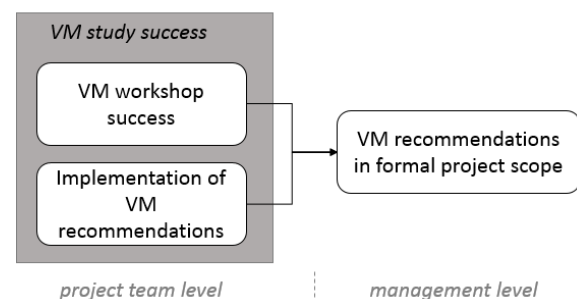 VM study success
VM workshop
success
Implementation of
VM
recommendations
VM recommendations
in formal project scope
project team level
management level